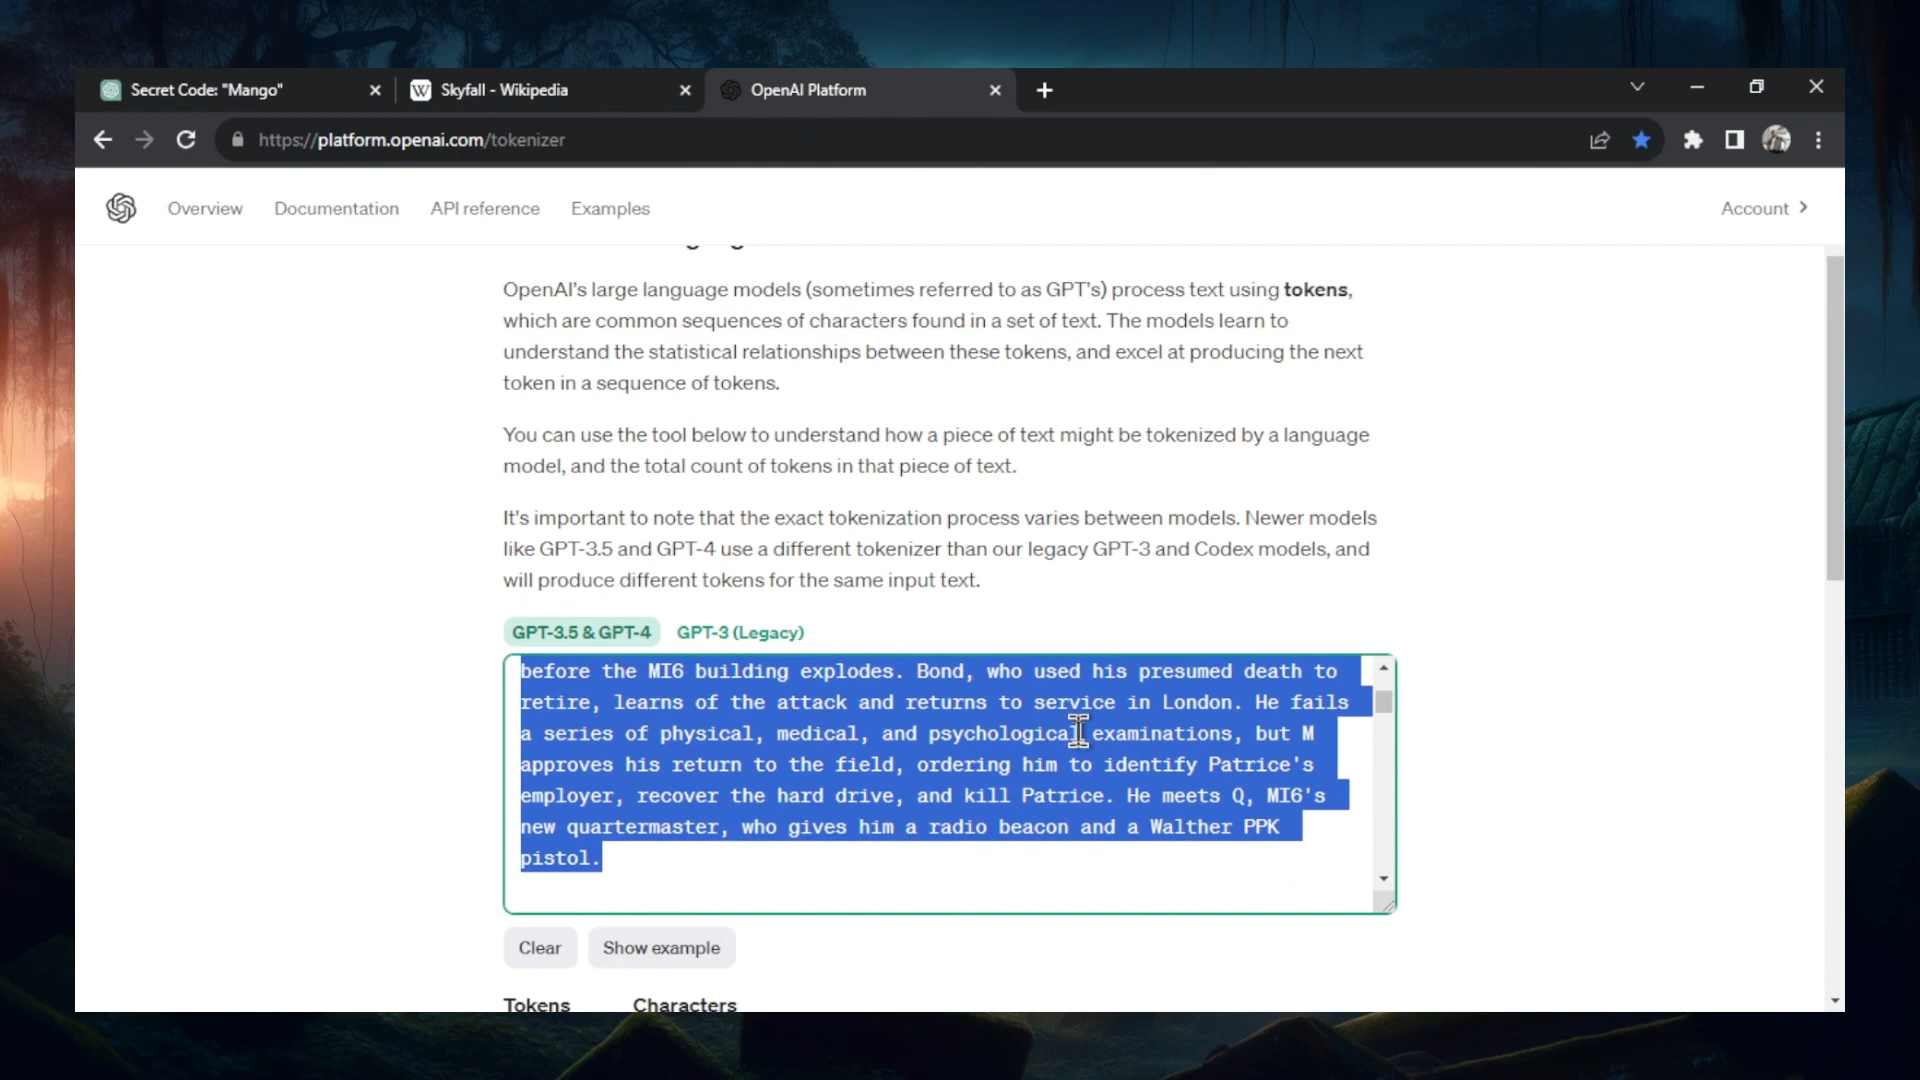 Secret Code: "Mango"
Skyfall - Wikipedia
OpenAI Platform
https://platform.openai.com/tokenizer
Overview
Documentation
API reference
Examples
Account
OpenAI's large language models (sometimes referred to as GPT's) process text using tokens,
which are common sequences of characters found in a set of text. The models learn to
understand the statistical relationships between these tokens, and excel at producing the next
token in a sequence of tokens.
You can use the tool below to understand how a piece of text might be tokenized by a language
model, and the total count of tokens in that piece of text.
It's important to note that the exact tokenization process varies between models. Newer models
like GPT-3.5 and GPT-4 use a different tokenizer than our legacy GPT-3 and Codex models, and
will produce different tokens for the same input text.
GPT-3.5 & GPT-4
GPT-3 (Legacy)
before the MI6 building explodes. Bond, who used his presumed death to
retire, learns of the attack and returns to service in London. He fails
a series of physical, medical, and psychological examinations, but M
approves his return to the field, ordering him to identify Patrice's
employer, recover the hard drive, and kill Patrice. He meets Q, MI6's
new quartermaster, who gives him a radio beacon and a Walther PPK
pistol.
Clear
Show example
Tokens
Characters